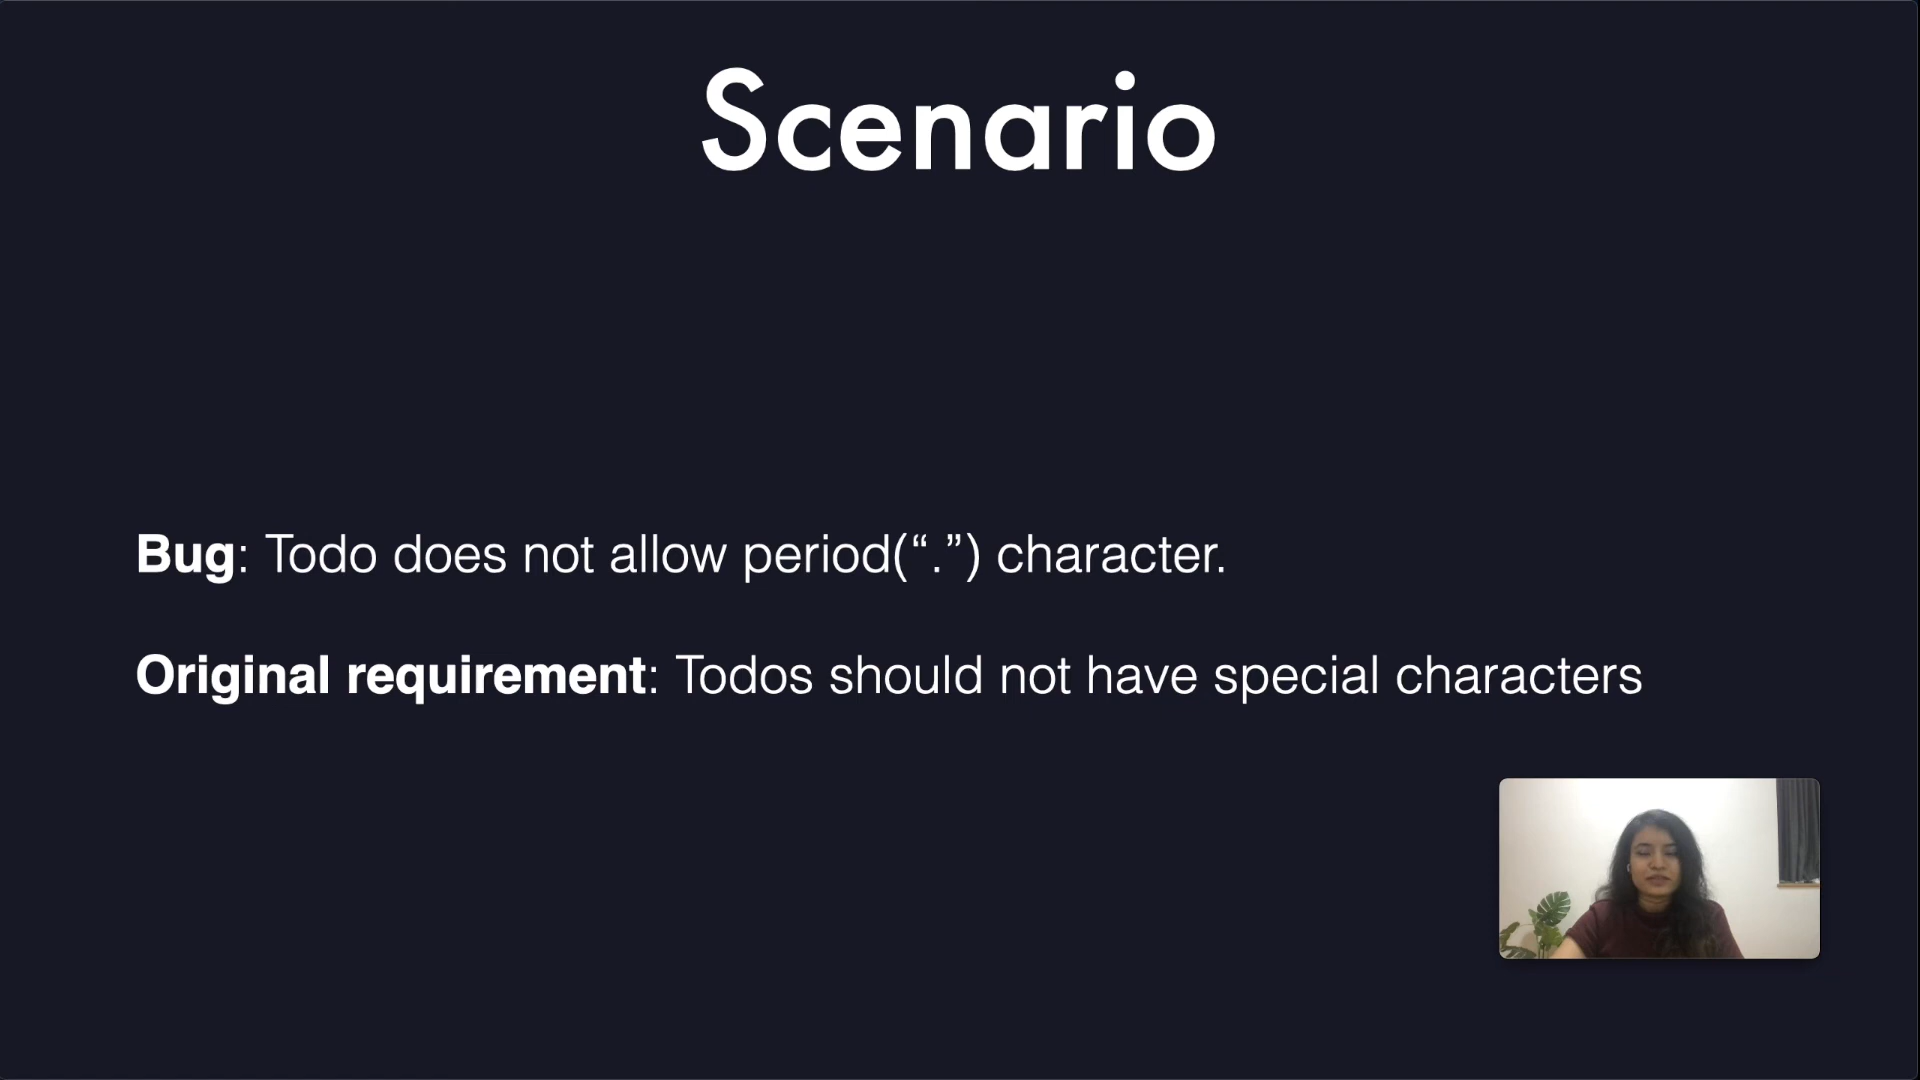 Scenario
Bug: Todo does not allow period(“.”) character.
Original requirement: Todos should not have special characters